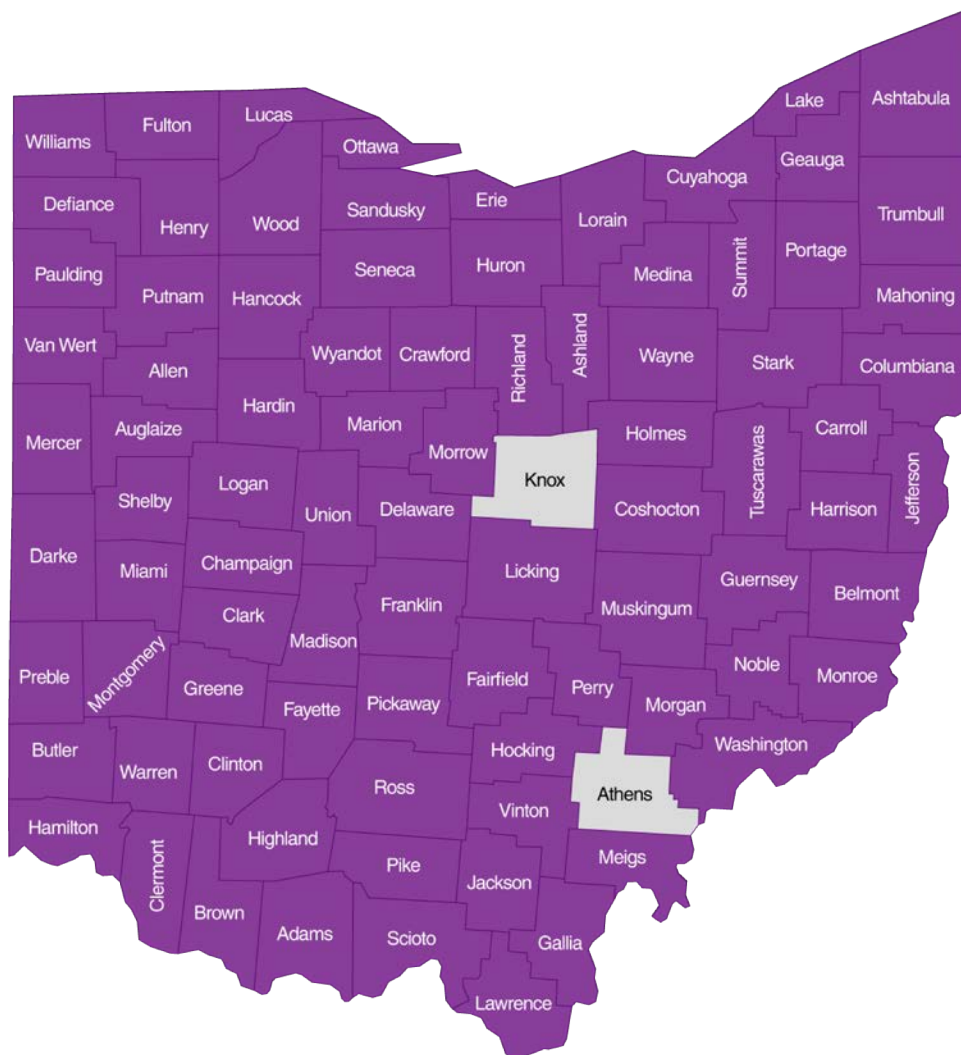 Lake
Ashtabula
Lucas
Fulton
Williams
Ottawa
Geauga
Cuyahoga
Erie
Defiance
Sandusky
Trumbull
Lorain
Wood
Henry
Summit
Portage
Huron
Seneca
Paulding
Medina
Putnam
Hancock
Mahoning
Van Wert
Wyandot
Crawford
Richland
Ashland
Wayne
Stark
Columbiana
Allen
Hardin
Marion
Auglaize
Carroll
Holmes
Mercer
Morrow
Knox
Tuscarawas
Jefferson
Logan
Shelby
Union
Delaware
Coshocton
Harrison
Darke
Champaign
Miami
Licking
Guernsey
Belmont
Franklin
Muskingum
Clark
Madison
Noble
Monroe
Preble
Montgomery
Greene
Fairfield
Perry
Pickaway
Morgan
Fayette
Washington
Butler
Hocking
Clinton
Warren
Ross
Athens
Vinton
Hamilton
Highland
Meigs
Clermont
Pike
Jackson
Brown
Adams
Scioto
Gallia
Lawrence